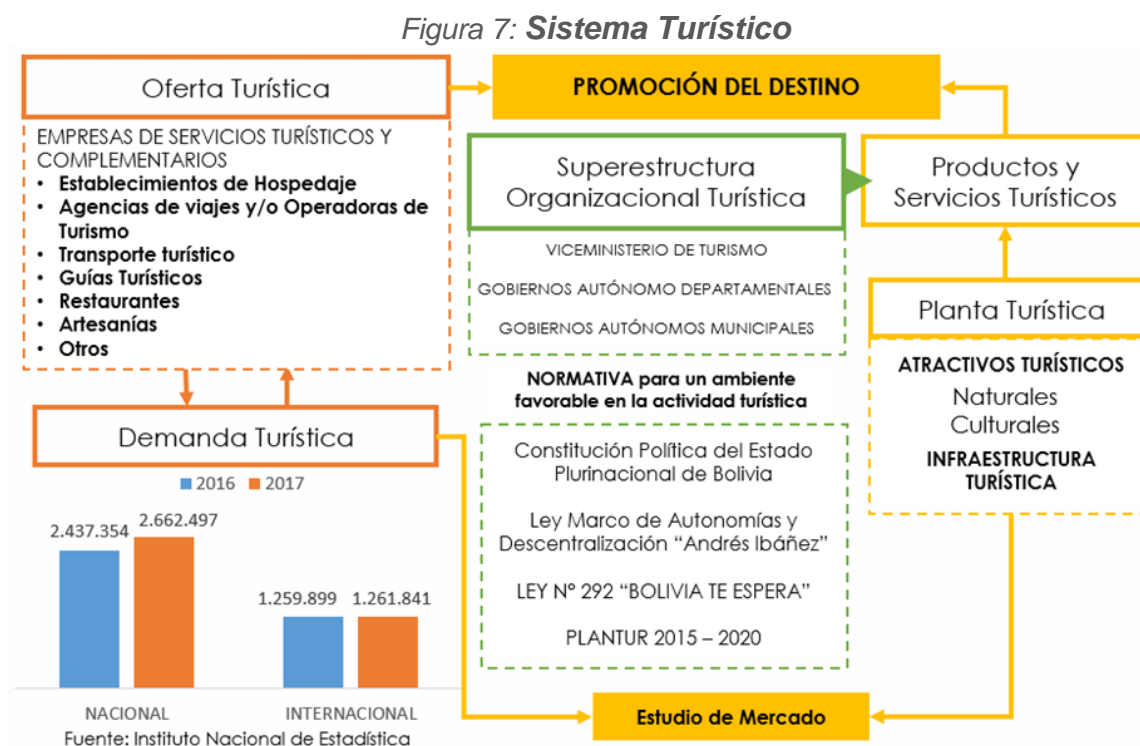 Figura 7: Sistema Turístico
Oferta Turística
EMPRESAS DE SERVICIOS TURÍSTICOS Y
COMPLEMENTARIOS
• Establecimientos de Hospedaje
• Agencias de viajes y/o Operadoras de
Turismo
• Transporte turístico
• Guías Turísticos
• Restaurantes
• Artesanías
• Otros
Demanda Turística
2016 2017
2.437.354
2.662.497
1.259.899
1.261.841
NACIONAL
INTERNACIONAL
Fuente: Instituto Nacional de Estadística
PROMOCIÓN DEL DESTINO
Superestructura
Organizacional Turística
VICEMINISTERIO DE TURISMO
GOBIERNOS AUTÓNOMO DEPARTAMENTALES
GOBIERNOS AUTÓNOMOS MUNICIPALES
NORMATIVA para un ambiente
favorable en la actividad turística
Constitución Política del Estado
Plurinacional de Bolivia
Ley Marco de Autonomías y
Descentralización “Andrés Ibáñez”
LEY Nº 292 “BOLIVIA TE ESPERA”
PLANTUR 2015 – 2020
Estudio de Mercado
Productos y
Servicios Turísticos
Planta Turística
ATRACTIVOS TURÍSTICOS
Naturales
Culturales
INFRAESTRUCTURA
TURÍSTICA